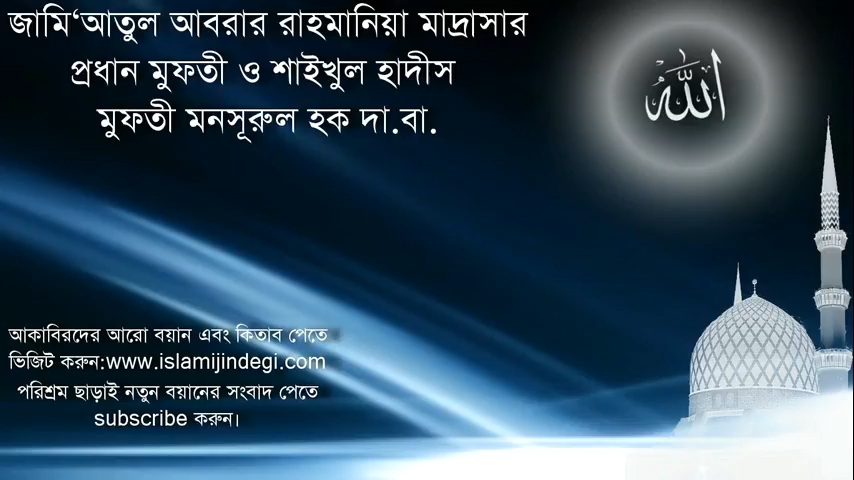 জামি‘আতুল আবরার রাহমানিয়া মাদ্রাসার
প্রধান মুফতী ও শাইখুল হাদীস
মুফতী মনসূরুল হক দা.বা.
الله
আকাবিরদের আরো বয়ান এবং কিতাব পেতে
ভিজিট করুন:www.islamijindegi.com
পরিশ্রম ছাড়াই নতুন বয়ানের সংবাদ পেতে
subscribe করুন।